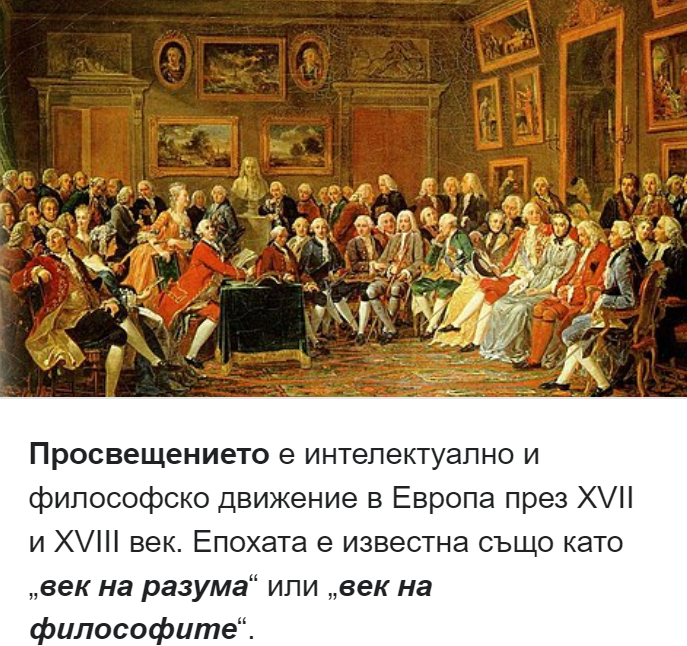 Просвещението е интелектуално и
философско движение в Европа през XVII
и XVIII век. Епохата е известна също като
„век на разума“ или „век на
философите“.